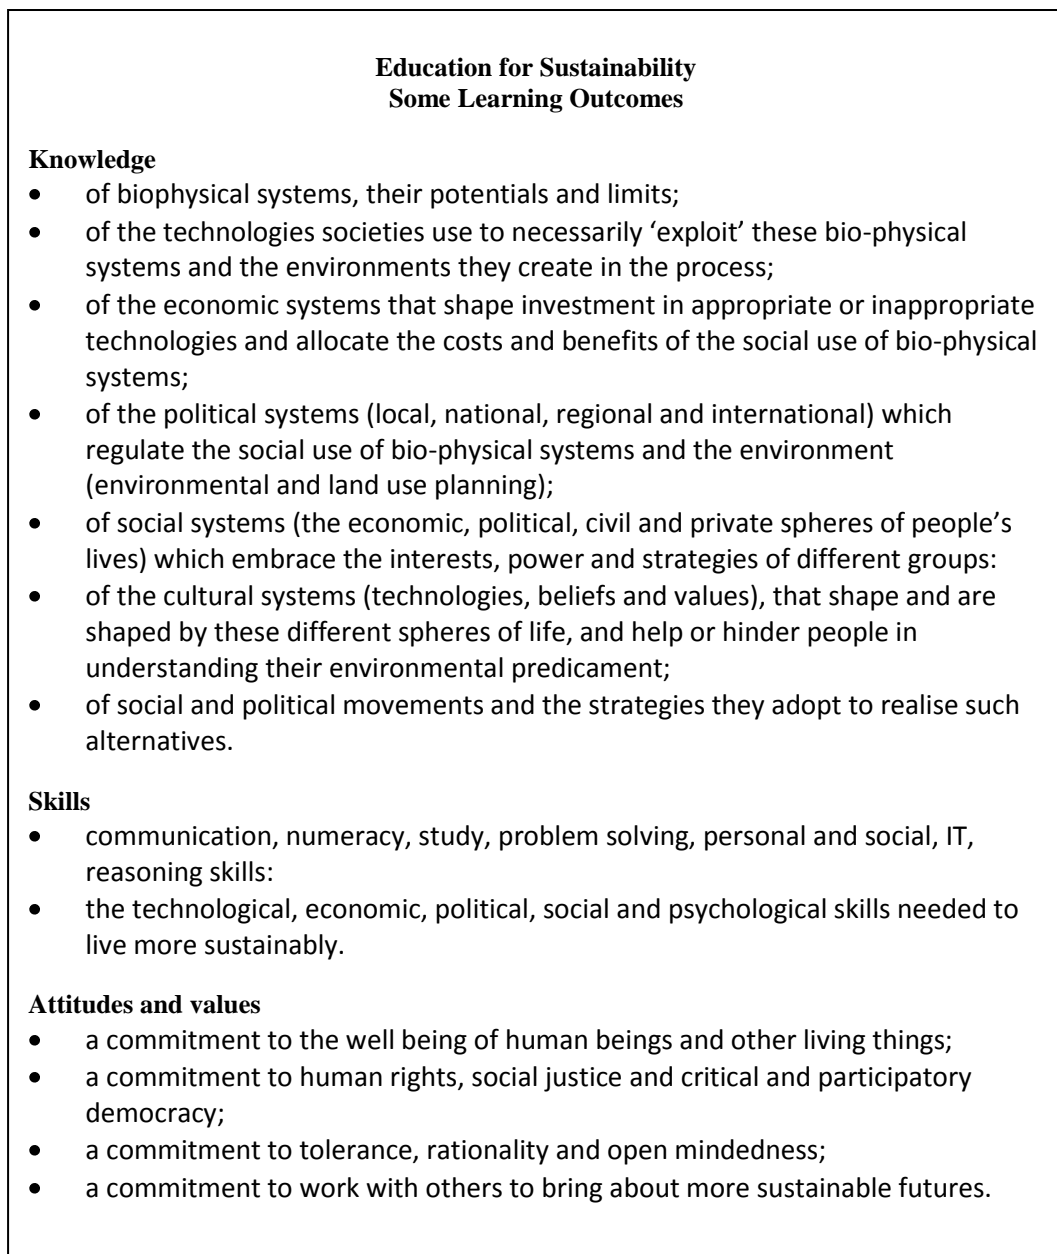 Education for Sustainability
Some Learning Outcomes
Knowledge
• of biophysical systems, their potentials and limits;
• of the technologies societies use to necessarily ‘exploit’ these bio-physical
systems and the environments they create in the process;
• of the economic systems that shape investment in appropriate or inappropriate
technologies and allocate the costs and benefits of the social use of bio-physical
systems;
• of the political systems (local, national, regional and international) which
regulate the social use of bio-physical systems and the environment
(environmental and land use planning);
• of social systems (the economic, political, civil and private spheres of people’s
lives) which embrace the interests, power and strategies of different groups:
• of the cultural systems (technologies, beliefs and values), that shape and are
shaped by these different spheres of life, and help or hinder people in
understanding their environmental predicament;
• of social and political movements and the strategies they adopt to realise such
alternatives.
Skills
• communication, numeracy, study, problem solving, personal and social, IT,
reasoning skills:
• the technological, economic, political, social and psychological skills needed to
live more sustainably.
Attitudes and values
• a commitment to the well being of human beings and other living things;
• a commitment to human rights, social justice and critical and participatory
democracy;
• a commitment to tolerance, rationality and open mindedness;
• a commitment to work with others to bring about more sustainable futures.